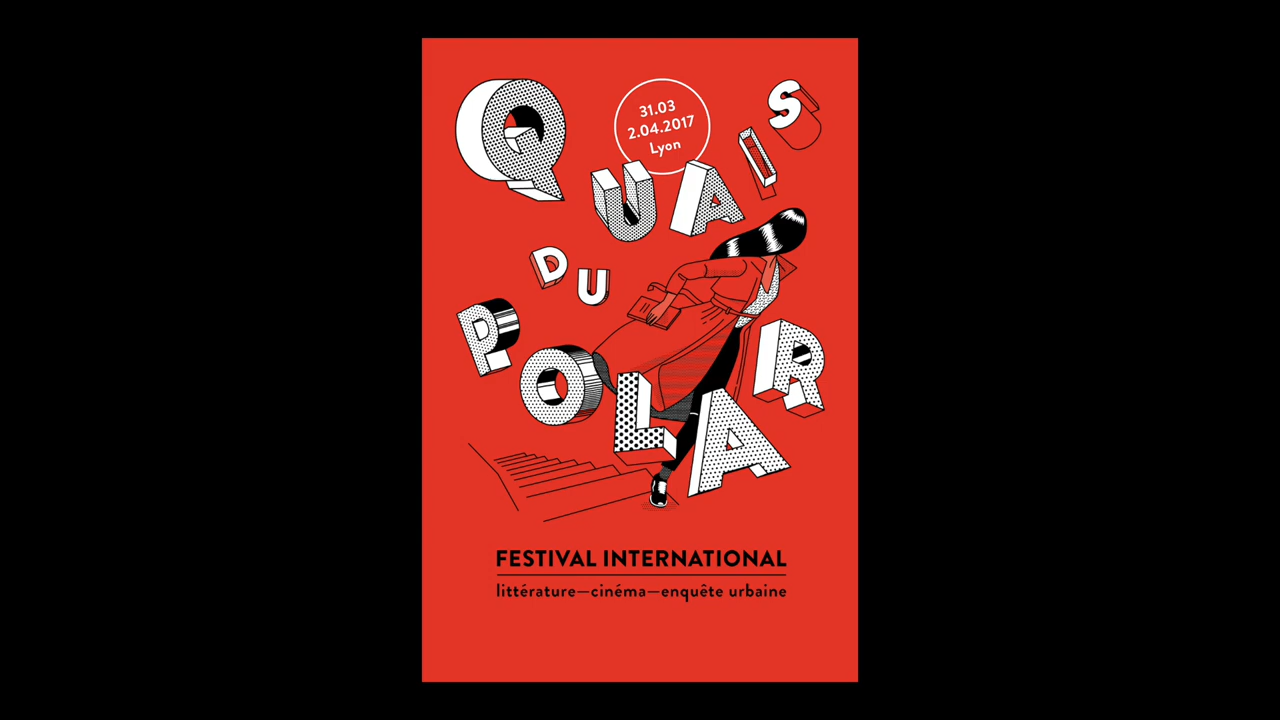 QUAIS
31.03
2.04.2017
Lyon
DU
POLAR
FESTIVAL INTERNATIONAL
littérature—cinéma—enquête urbaine